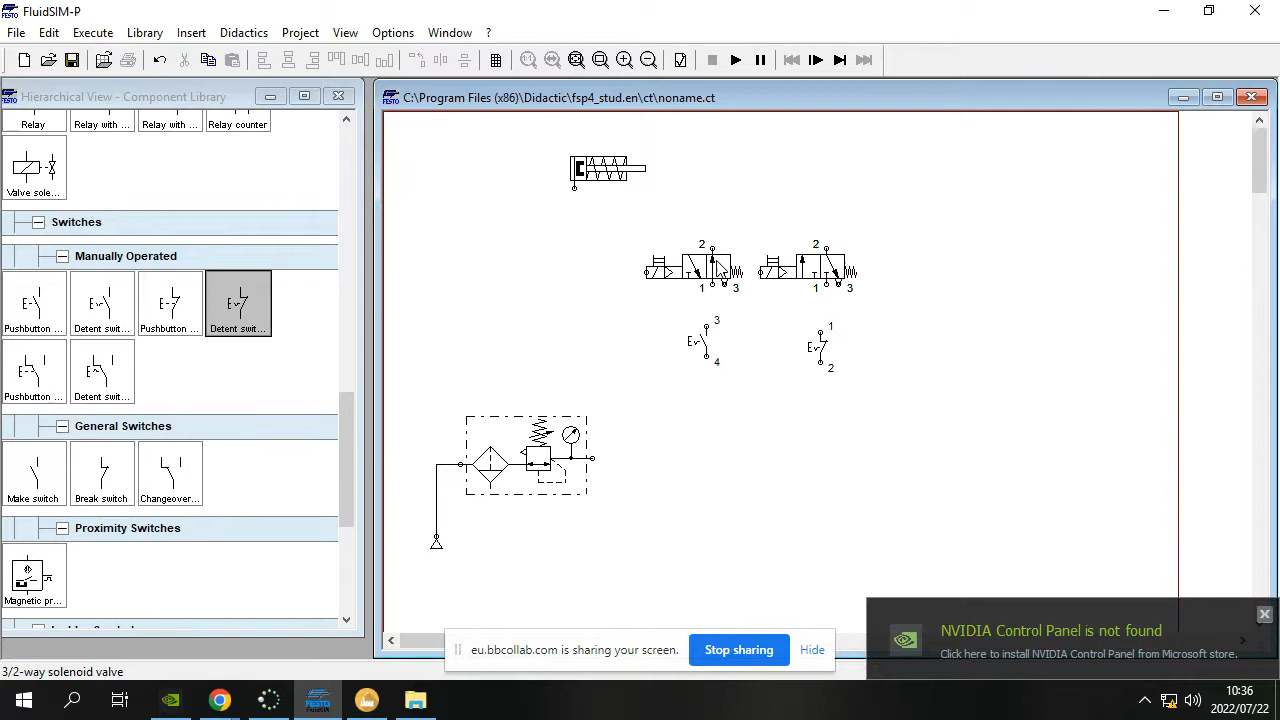 FluidSIM-P
FESTO
File Edit Execute Library Insert Draw Didactics Project View Options Window ?
Hierarchical View - Component Library
FESTO
C:\Program Files (x86)\Didactic\fsp4_stud.en\ct\noname.ct
FESTO
Relay
Relay with ...
Relay with ...
Relay counter
Valve sole...
Switches
Manually Operated
Pushbutton ...
Detent swit...
Pushbutton ...
Detent swit...
Pushbutton ...
Detent swit...
General Switches
Make switch
Break switch
Changeover...
Proximity Switches
Magnetic pr...
2
2
1
3
1
3
3
1
4
2
NVIDIA Control Panel is not found
Click here to install NVIDIA Control Panel from Microsoft store.
eu.bbcollab.com is sharing your screen.
Stop sharing
Hide
3/2-way solenoid valve
FESTO
10:36
2022/07/22